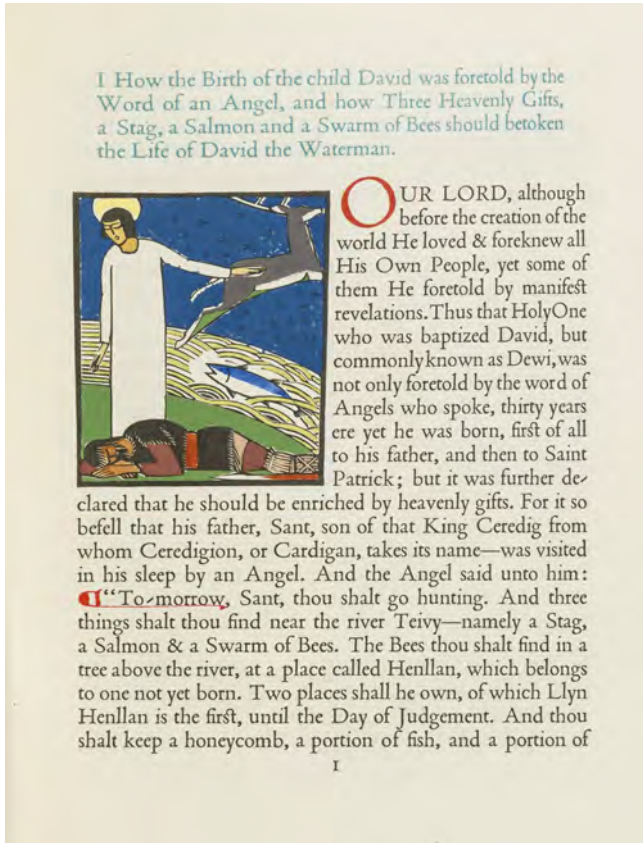 I How the Birth of the child David was foretold by the
Word of an Angel, and how Three Heavenly Gifts,
a Stag, a Salmon and a Swarm of Bees should betoken
the Life of David the Waterman.
OUR LORD, although
before the creation of the
world He loved & foreknew all
His Own People, yet some of
them He foretold by manifest
revelations. Thus that Holy One
who was baptized David, but
commonly known as Dewi, was
not only foretold by the word of
Angels who spoke, thirty years
ere yet he was born, first of all
to his father, and then to Saint
Patrick; but it was further de-
clared that he should be enriched by heavenly gifts. For it so
befell that his father, Sant, son of that King Ceredig from
whom Ceredigion, or Cardigan, takes its name—was visited
in his sleep by an Angel. And the Angel said unto him:
¶“To-morrow, Sant, thou shalt go hunting. And three
things shalt thou find near the river Teivy—namely a Stag,
a Salmon & a Swarm of Bees. The Bees thou shalt find in a
tree above the river, at a place called Henllan, which belongs
to one not yet born. Two places shall he own, of which Llyn
Henllan is the first, until the Day of Judgement. And thou
shalt keep a honeycomb, a portion of fish, and a portion of
I